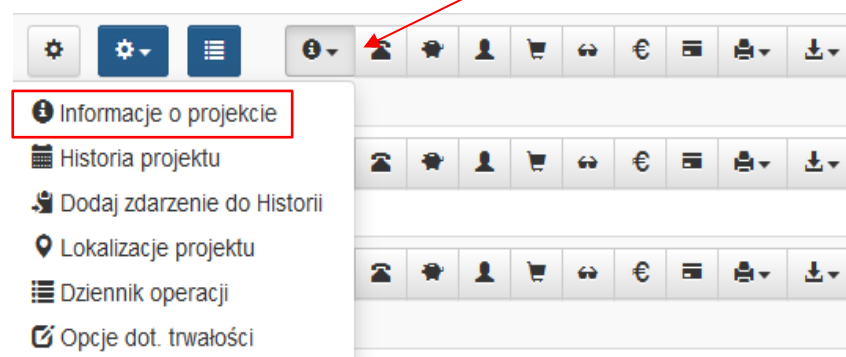 Informacje o projekcie
Historia projektu
Dodaj zdarzenie do Historii
Lokalizacje projektu
Dziennik operacji
Opcje dot. trwałości